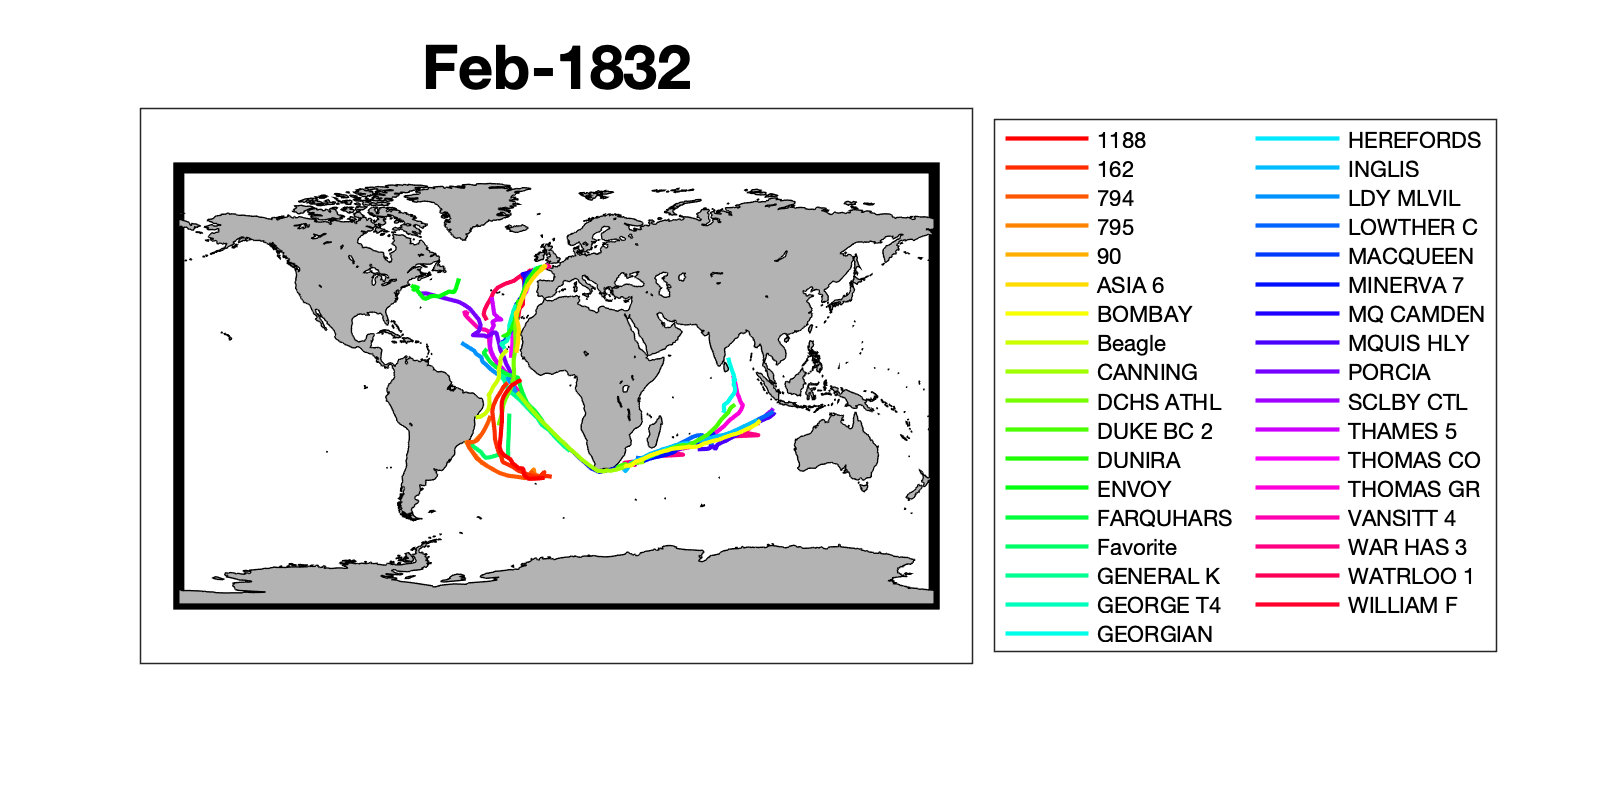 Feb-1832
1188
162
794
795
90
ASIA 6
BOMBAY
Beagle
CANNING
DCHS ATHL
DUKE BC 2
DUNIRA
ENVOY
FARQUHARS
Favorite
GENERAL K
GEORGE T4
GEORGIAN
HEREFORDS
INGLIS
LDY MLVIL
LOWTHER C
MACQUEEN
MINERVA 7
MQ CAMDEN
MQUIS HLY
PORCIA
SCLBY CTL
THAMES 5
THOMAS CO
THOMAS GR
VANSITT 4
WAR HAS 3
WATRLOO 1
WILLIAM F